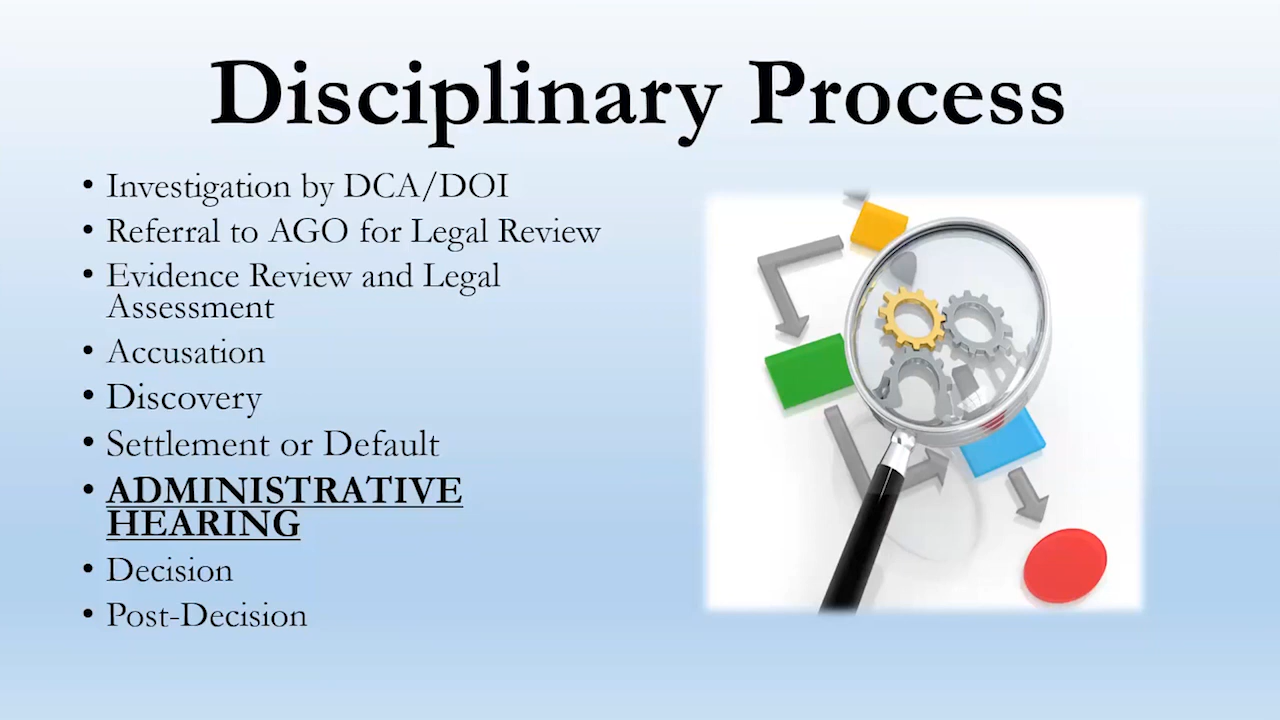 Disciplinary Process
• Investigation by DCA/DOI
• Referral to AGO for Legal Review
• Evidence Review and Legal
Assessment
• Accusation
• Discovery
• Settlement or Default
• ADMINISTRATIVE
HEARING
• Decision
• Post-Decision